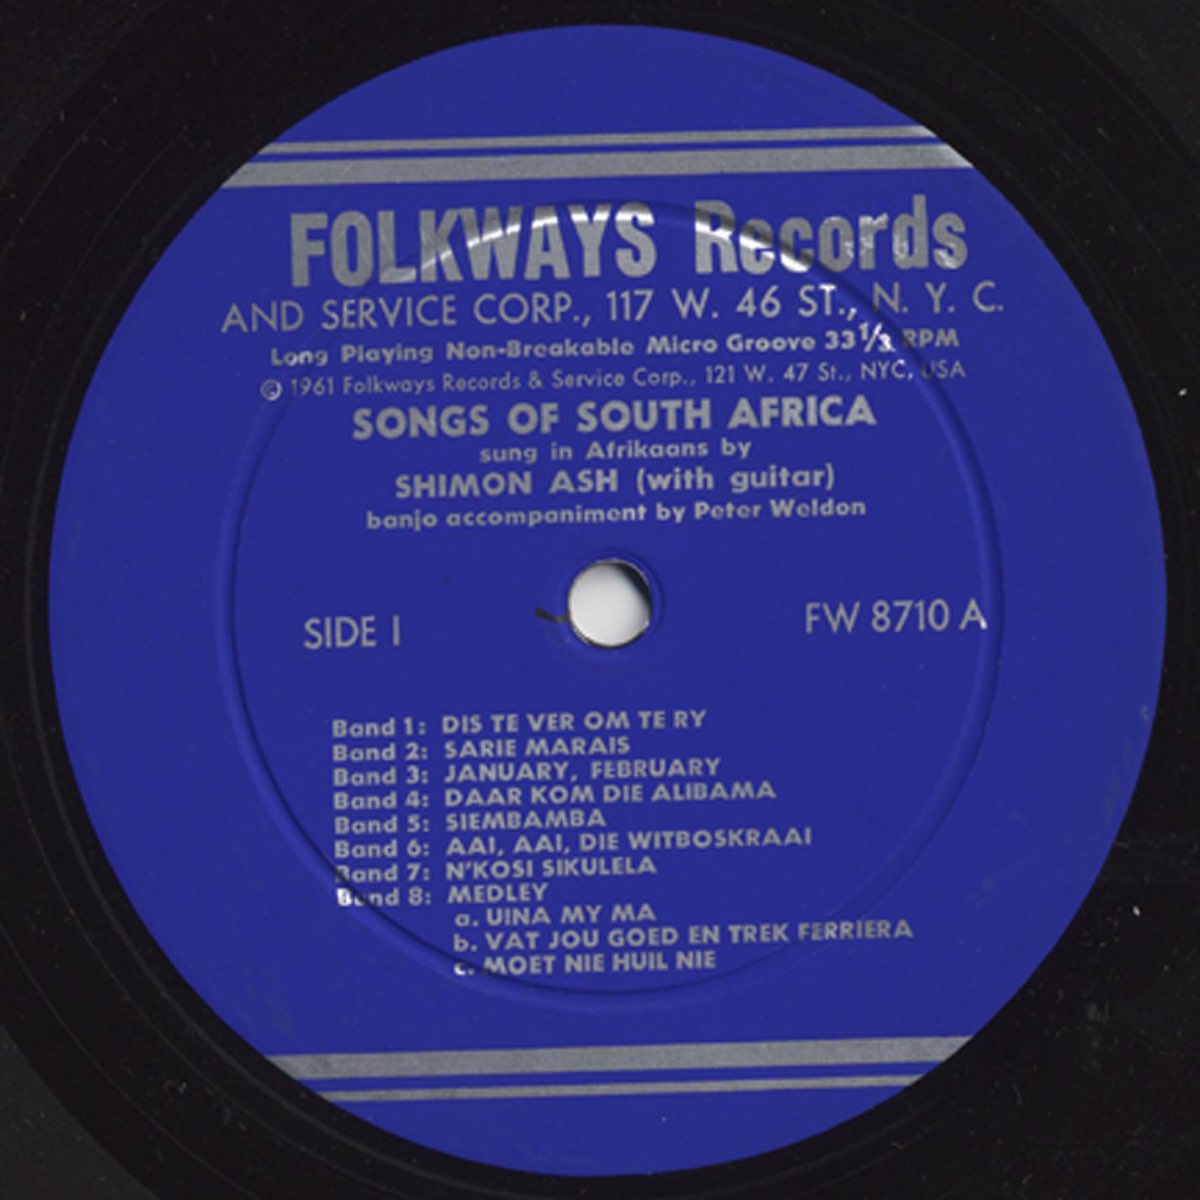 FOLKWAYS Records
AND SERVICE CORP., 117 W. 46 ST., N. Y. C.
Long Playing Non-Breakable Micro Groove 33 1/3 RPM
© 1961 Folkways Records & Service Corp., 121 W. 47 St., NYC, USA
SONGS OF SOUTH AFRICA
sung in Afrikaans by
SHIMON ASH (with guitar)
banjo accompaniment by Peter Weldon
SIDE I
FW 8710 A
Band 1: DIS TE VER OM TE RY
Band 2: SARIE MARAIS
Band 3: JANUARY, FEBRUARY
Band 4: DAAR KOM DIE ALIBAMA
Band 5: SIEMBAMBA
Band 6: AAI, AAI, DIE WITBOSKRAAI
Band 7: N'KOSI SIKULELA
Band 8: MEDLEY
a. UINA MY MA
b. VAT JOU GOED EN TREK FERRIERA
c. MOET NIE HUIL NIE